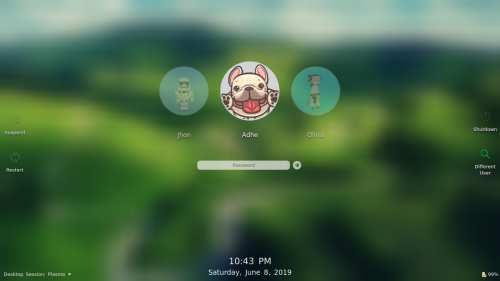 Jhon
Adhe
Suspend
Shutdown
Password
Restart
Different
User
10:43 PM
Saturday, June 8, 2019
Desktop Session: Plasma
99%